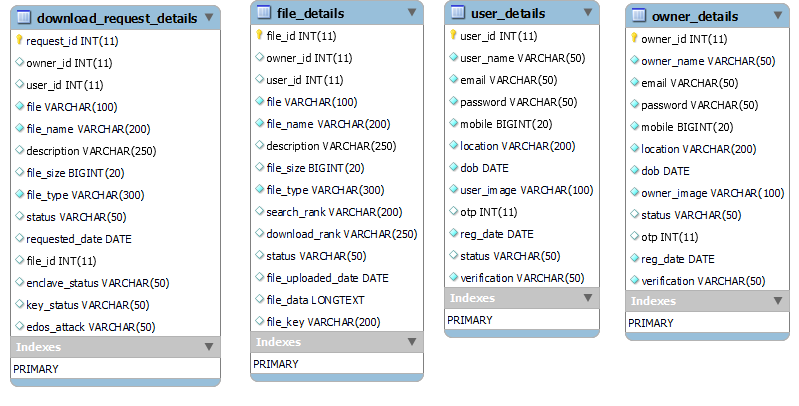 download_request_details
request_id INT(11)
owner_id INT(11)
user_id INT(11)
file VARCHAR(100)
file_name VARCHAR(200)
description VARCHAR(250)
file_size BIGINT(20)
file_type VARCHAR(300)
status VARCHAR(50)
requested_date DATE
file_id INT(11)
enclave_status VARCHAR(50)
key_status VARCHAR(50)
edos_attack VARCHAR(50)
Indexes
PRIMARY
file_details
file_id INT(11)
owner_id INT(11)
user_id INT(11)
file VARCHAR(100)
file_name VARCHAR(200)
description VARCHAR(250)
file_size BIGINT(20)
file_type VARCHAR(300)
search_rank VARCHAR(200)
download_rank VARCHAR(250)
status VARCHAR(50)
file_uploaded_date DATE
file_data LONGTEXT
file_key VARCHAR(200)
Indexes
PRIMARY
user_details
user_id INT(11)
user_name VARCHAR(50)
email VARCHAR(50)
password VARCHAR(50)
mobile BIGINT(20)
location VARCHAR(200)
dob DATE
user_image VARCHAR(100)
otp INT(11)
reg_date DATE
status VARCHAR(50)
verification VARCHAR(50)
Indexes
PRIMARY
owner_details
owner_id INT(11)
owner_name VARCHAR(50)
email VARCHAR(50)
password VARCHAR(50)
mobile BIGINT(20)
location VARCHAR(200)
dob DATE
owner_image VARCHAR(100)
status VARCHAR(50)
otp INT(11)
reg_date DATE
verification VARCHAR(50)
Indexes
PRIMARY